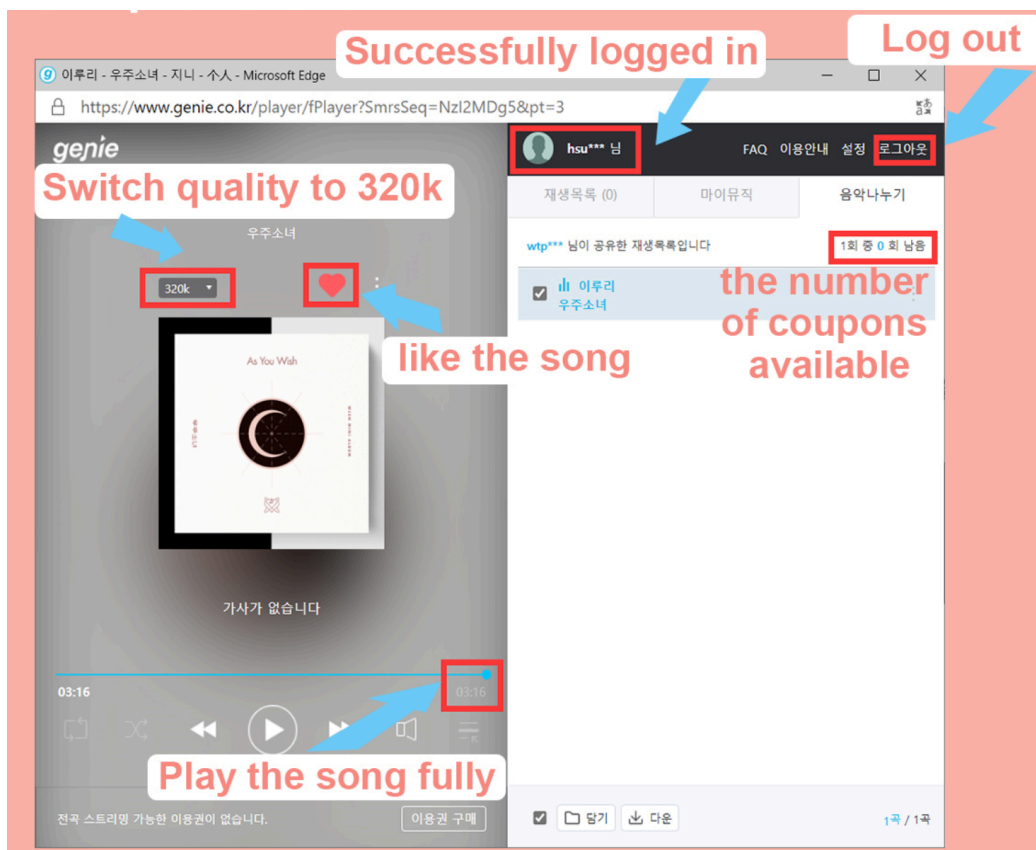 Successfully logged in
Log out
이루리 - 우주소녀 - 지니 - 个人 - Microsoft Edge
https://www.genie.co.kr/player/fPlayer?SmrsSeq=NzI2MDg5&pt=3
genie
hsu*** 님
FAQ 이용안내 설정 로그아웃
Switch quality to 320k
재생목록 (0) 마이뮤직 음악나누기
우주소녀
wtp*** 님이 공유한 재생목록입니다
1회 중 0 회 남음
320k
이루리
우주소녀
the number
of coupons
available
like the song
As You Wish
가사가 없습니다
03:16
03:16
Play the song fully
전곡 스트리밍 가능한 이용권이 없습니다.
이용권 구매
담기 다운
1곡 / 1곡